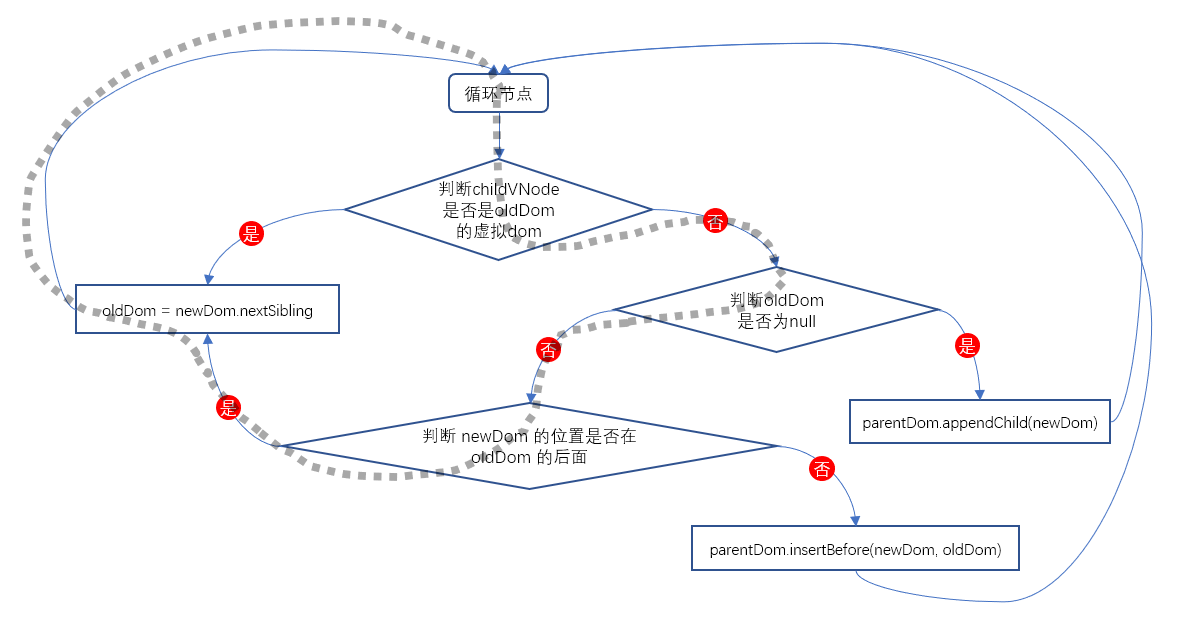 循环节点
判断childVNode
是否是oldDom
的虚拟dom
是
否
oldDom = newDom.nextSibling
判断oldDom
是否为null
否
是
是
parentDom.appendChild(newDom)
判断 newDom 的位置是否在
oldDom 的后面
否
parentDom.insertBefore(newDom, oldDom)